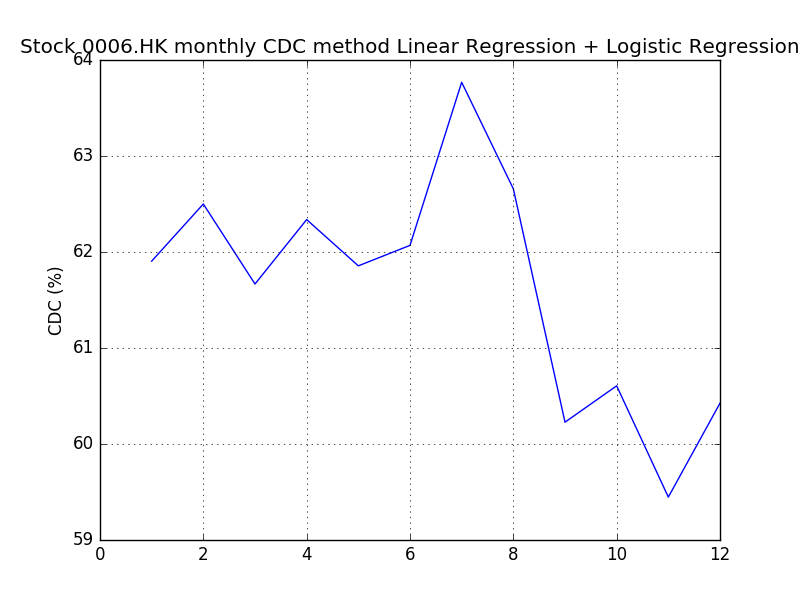 Stock 0006.HK monthly CDC method Linear Regression + Logistic Regression
64
63
62
61
60
59
CDC (%)
0 2 4 6 8 10 12